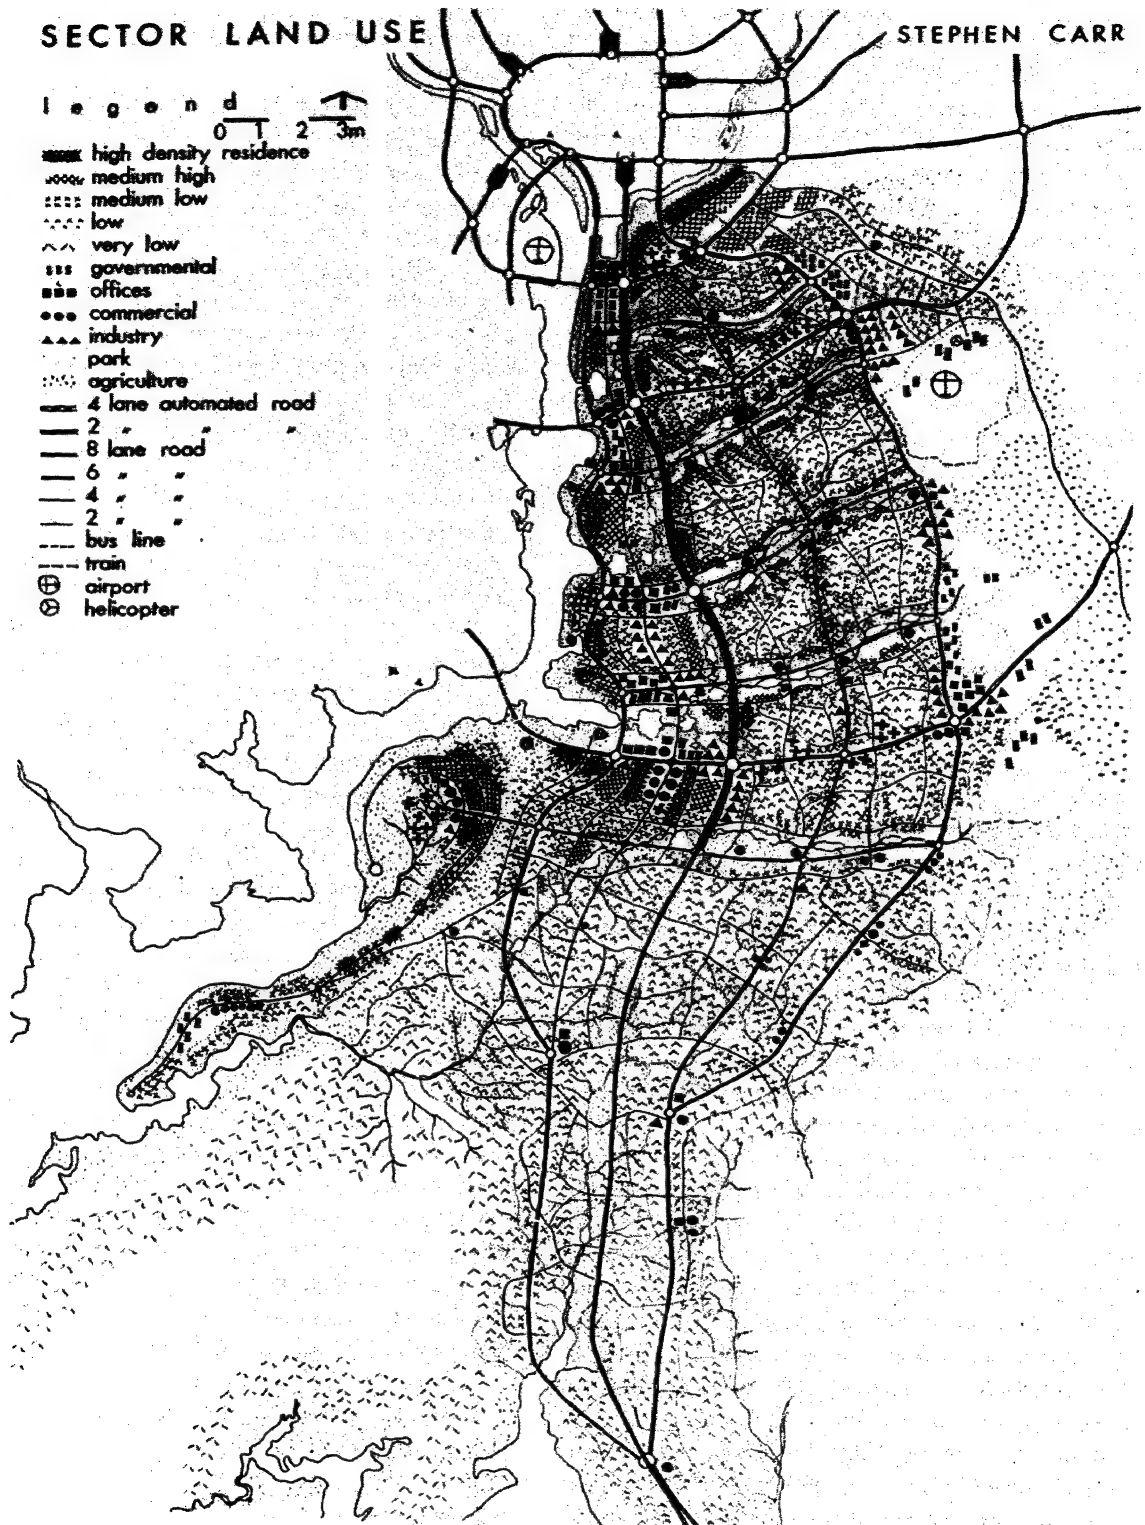 SECTOR LAND USE
STEPHEN CARR
legend
0 1 2 3m
high density residence
medium high
medium low
low
very low
governmental
offices
commercial
industry
park
agriculture
4 lane automated road
2 " " "
8 lane road
6 " "
4 " "
2 " "
bus line
train
airport
helicopter